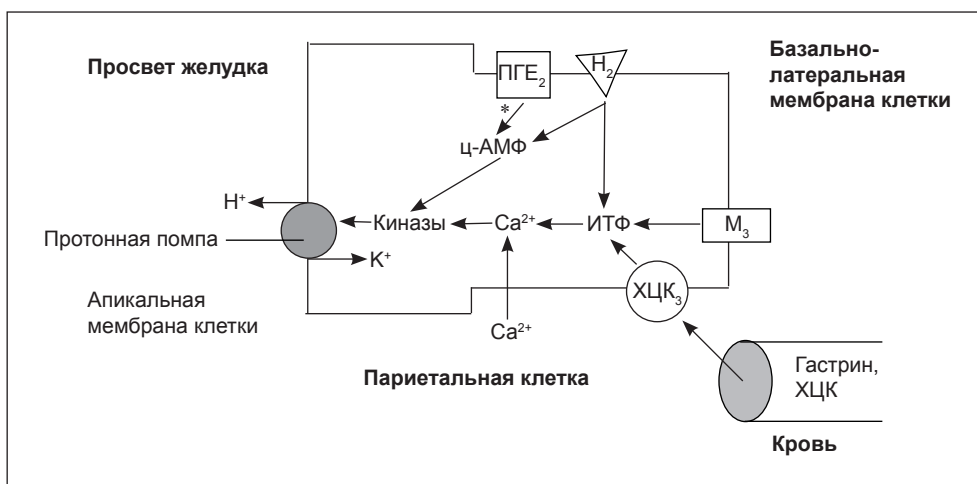 Просвет желудка
ПГЕ₂
H₂
Базально-
латеральная
мембрана клетки
*
ц-АМФ
H⁺
Киназы
Ca²⁺
ИТФ
М₃
Протонная помпа
K⁺
ХЦК₃
Апикальная
мембрана клетки
Ca²⁺
Париетальная клетка
Гастрин,
ХЦК
Кровь